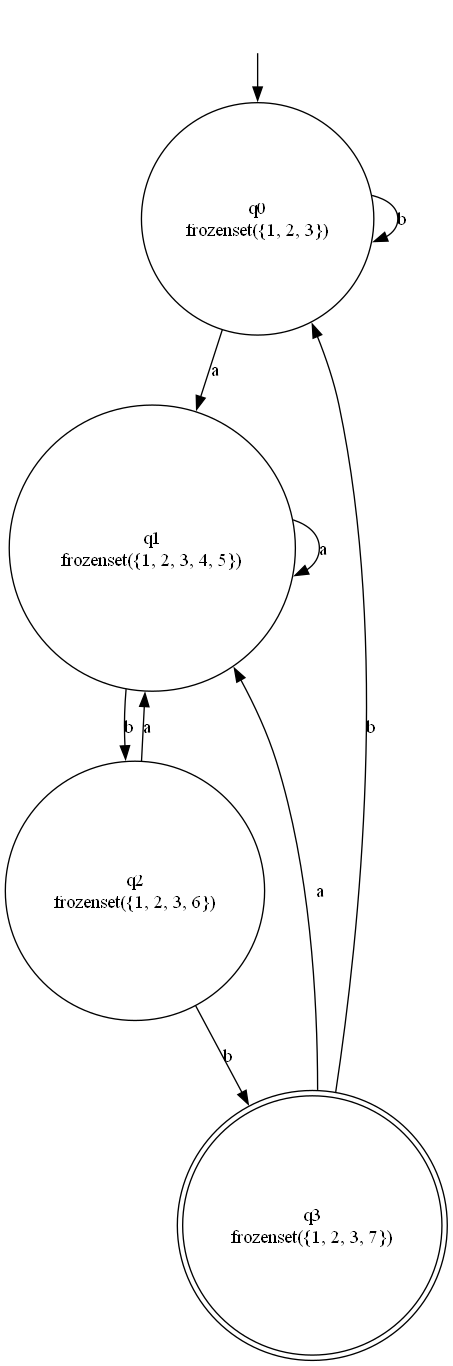 q0
frozenset({1, 2, 3})
b
a
q1
frozenset({1, 2, 3, 4, 5})
a
b
a
b
q2
frozenset({1, 2, 3, 6})
a
b
q3
frozenset({1, 2, 3, 7})